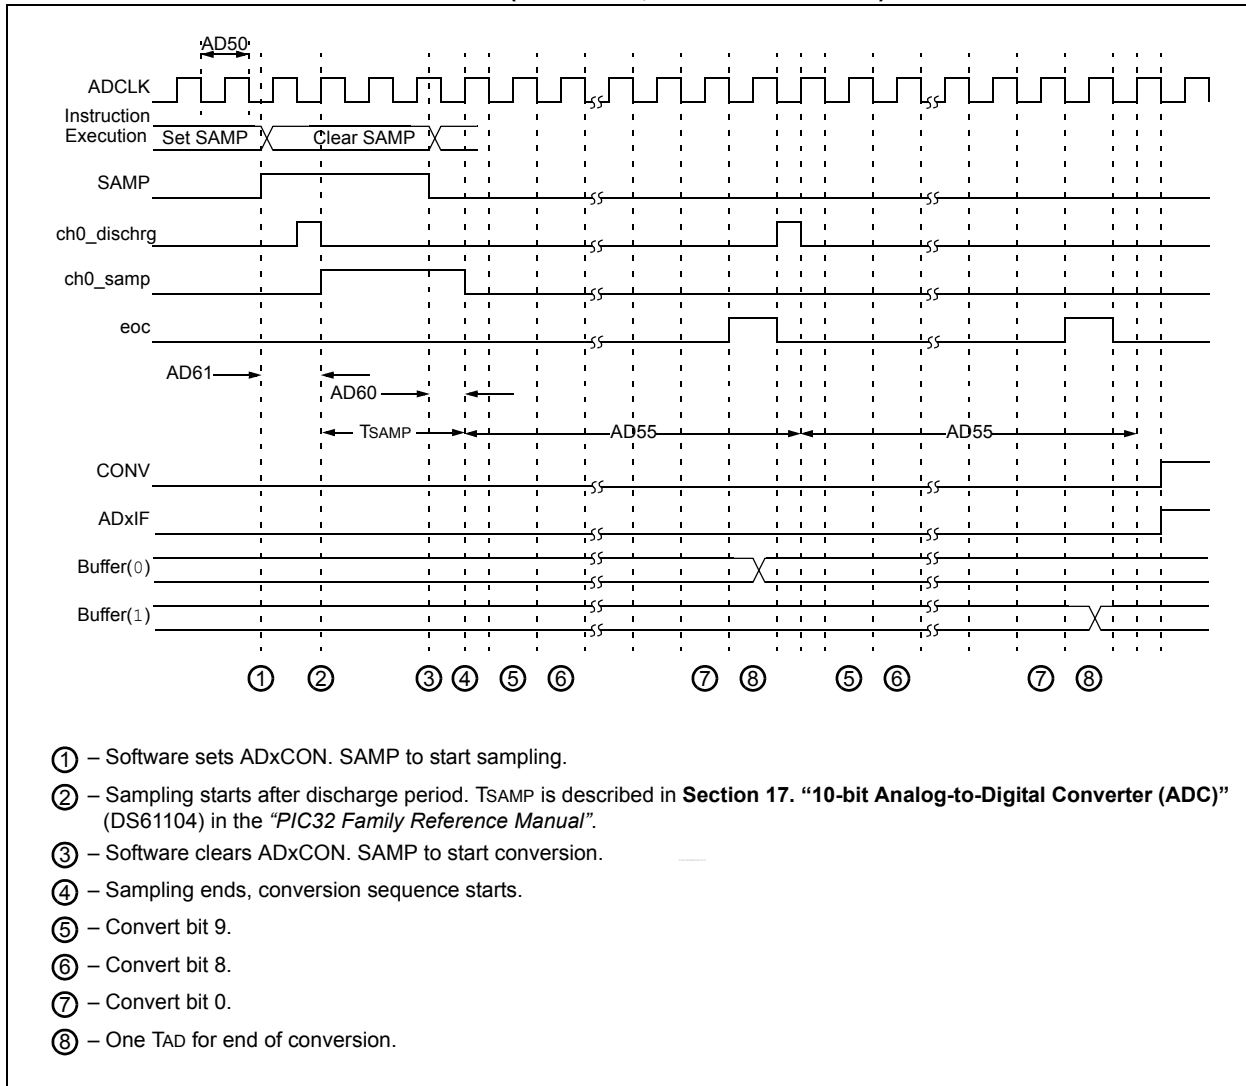 AD50
ADCLK
Instruction
Execution Set SAMP Clear SAMP
SAMP
ch0_dischrg
ch0_samp
eoc
AD61
AD60
TSAMP AD55 AD55
CONV
ADxIF
Buffer(0)
Buffer(1)
① ② ③ ④ ⑤ ⑥ ⑦ ⑧ ⑤ ⑥ ⑦ ⑧
① – Software sets ADxCON. SAMP to start sampling.
② – Sampling starts after discharge period. TSAMP is described in Section 17. “10-bit Analog-to-Digital Converter (ADC)”
(DS61104) in the “PIC32 Family Reference Manual”.
③ – Software clears ADxCON. SAMP to start conversion.
④ – Sampling ends, conversion sequence starts.
⑤ – Convert bit 9.
⑥ – Convert bit 8.
⑦ – Convert bit 0.
⑧ – One TAD for end of conversion.